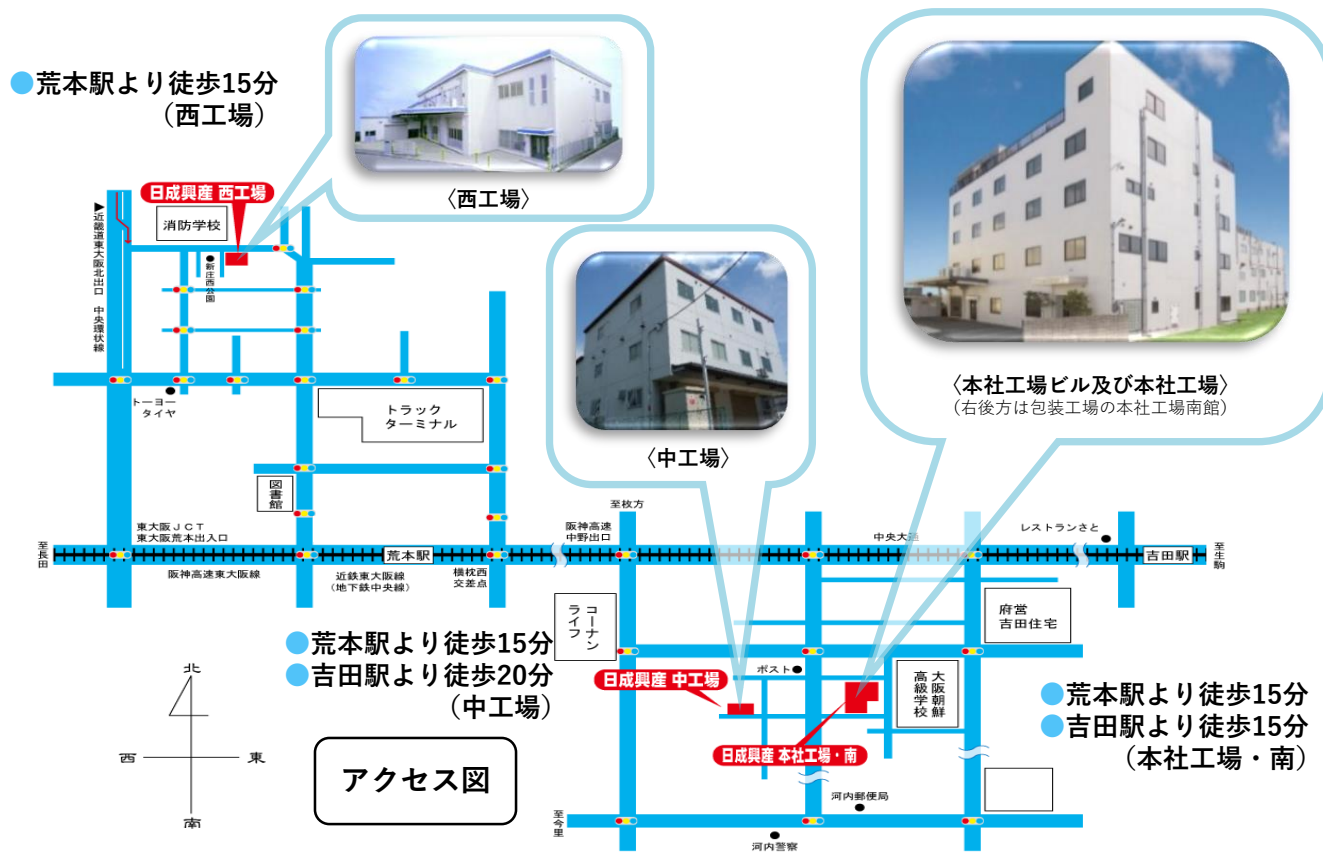 ●荒本駅より徒歩15分
(西工場)
〈西工場〉
日成興産 西工場
消防学校
▶近畿道東大阪北出口 中央環状線
新庄西公園
トーヨー
タイヤ
トラック
ターミナル
図書館
〈中工場〉
〈本社工場ビル及び本社工場〉
(右後方は包装工場の本社工場南館)
至枚方
東大阪JCT
東大阪荒本出入口
阪神高速
中野出口
中央大通
レストランさと
至長田
荒本駅
吉田駅
至生駒
阪神高速東大阪線
近鉄東大阪線
(地下鉄中央線)
横枕西
交差点
コーナン
ライフ
府営
吉田住宅
●荒本駅より徒歩15分
●吉田駅より徒歩20分
(中工場)
ポスト
日成興産 中工場
大阪朝鮮
高級学校
日成興産 本社工場・南
●荒本駅より徒歩15分
●吉田駅より徒歩15分
(本社工場・南)
北
西
東
南
アクセス図
河内郵便局
至今里
河内警察